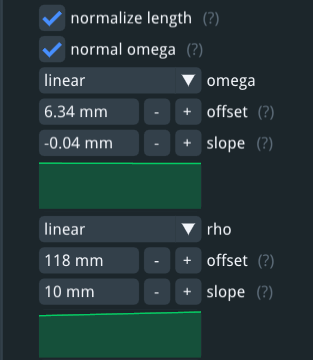 normalize length (?)
normal omega (?)
linear omega
6.34 mm - + offset (?)
-0.04 mm - + slope (?)
linear rho
118 mm - + offset (?)
10 mm - + slope (?)